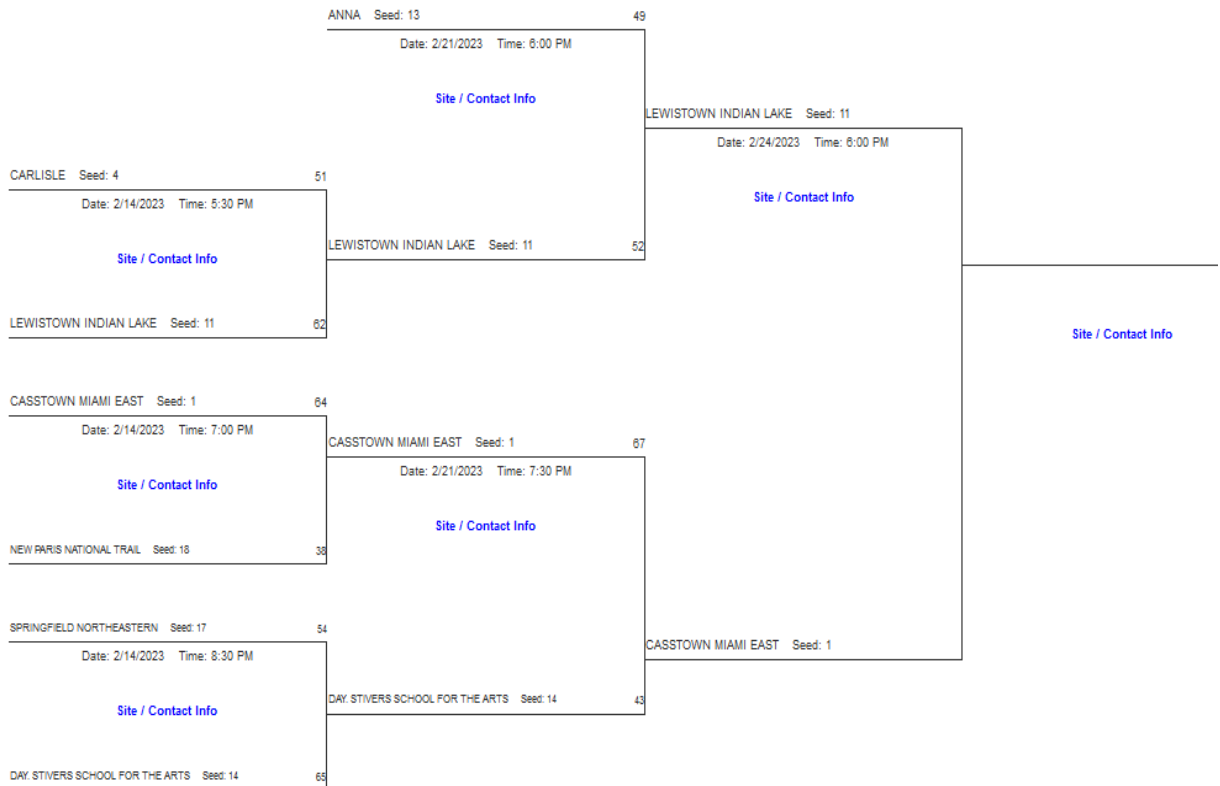 ANNA Seed: 13 49
Date: 2/21/2023 Time: 6:00 PM
Site / Contact Info
LEWISTOWN INDIAN LAKE Seed: 11
Date: 2/24/2023 Time: 6:00 PM
CARLISLE Seed: 4 51
Site / Contact Info
Date: 2/14/2023 Time: 5:30 PM
LEWISTOWN INDIAN LAKE Seed: 11 52
Site / Contact Info
LEWISTOWN INDIAN LAKE Seed: 11 62
Site / Contact Info
CASSTOWN MIAMI EAST Seed: 1 64
Date: 2/14/2023 Time: 7:00 PM
CASSTOWN MIAMI EAST Seed: 1 67
Date: 2/21/2023 Time: 7:30 PM
Site / Contact Info
Site / Contact Info
NEW PARIS NATIONAL TRAIL Seed: 18 38
SPRINGFIELD NORTHEASTERN Seed: 17 54
CASSTOWN MIAMI EAST Seed: 1
Date: 2/14/2023 Time: 8:30 PM
DAY. STIVERS SCHOOL FOR THE ARTS Seed: 14 43
Site / Contact Info
DAY. STIVERS SCHOOL FOR THE ARTS Seed: 14 65